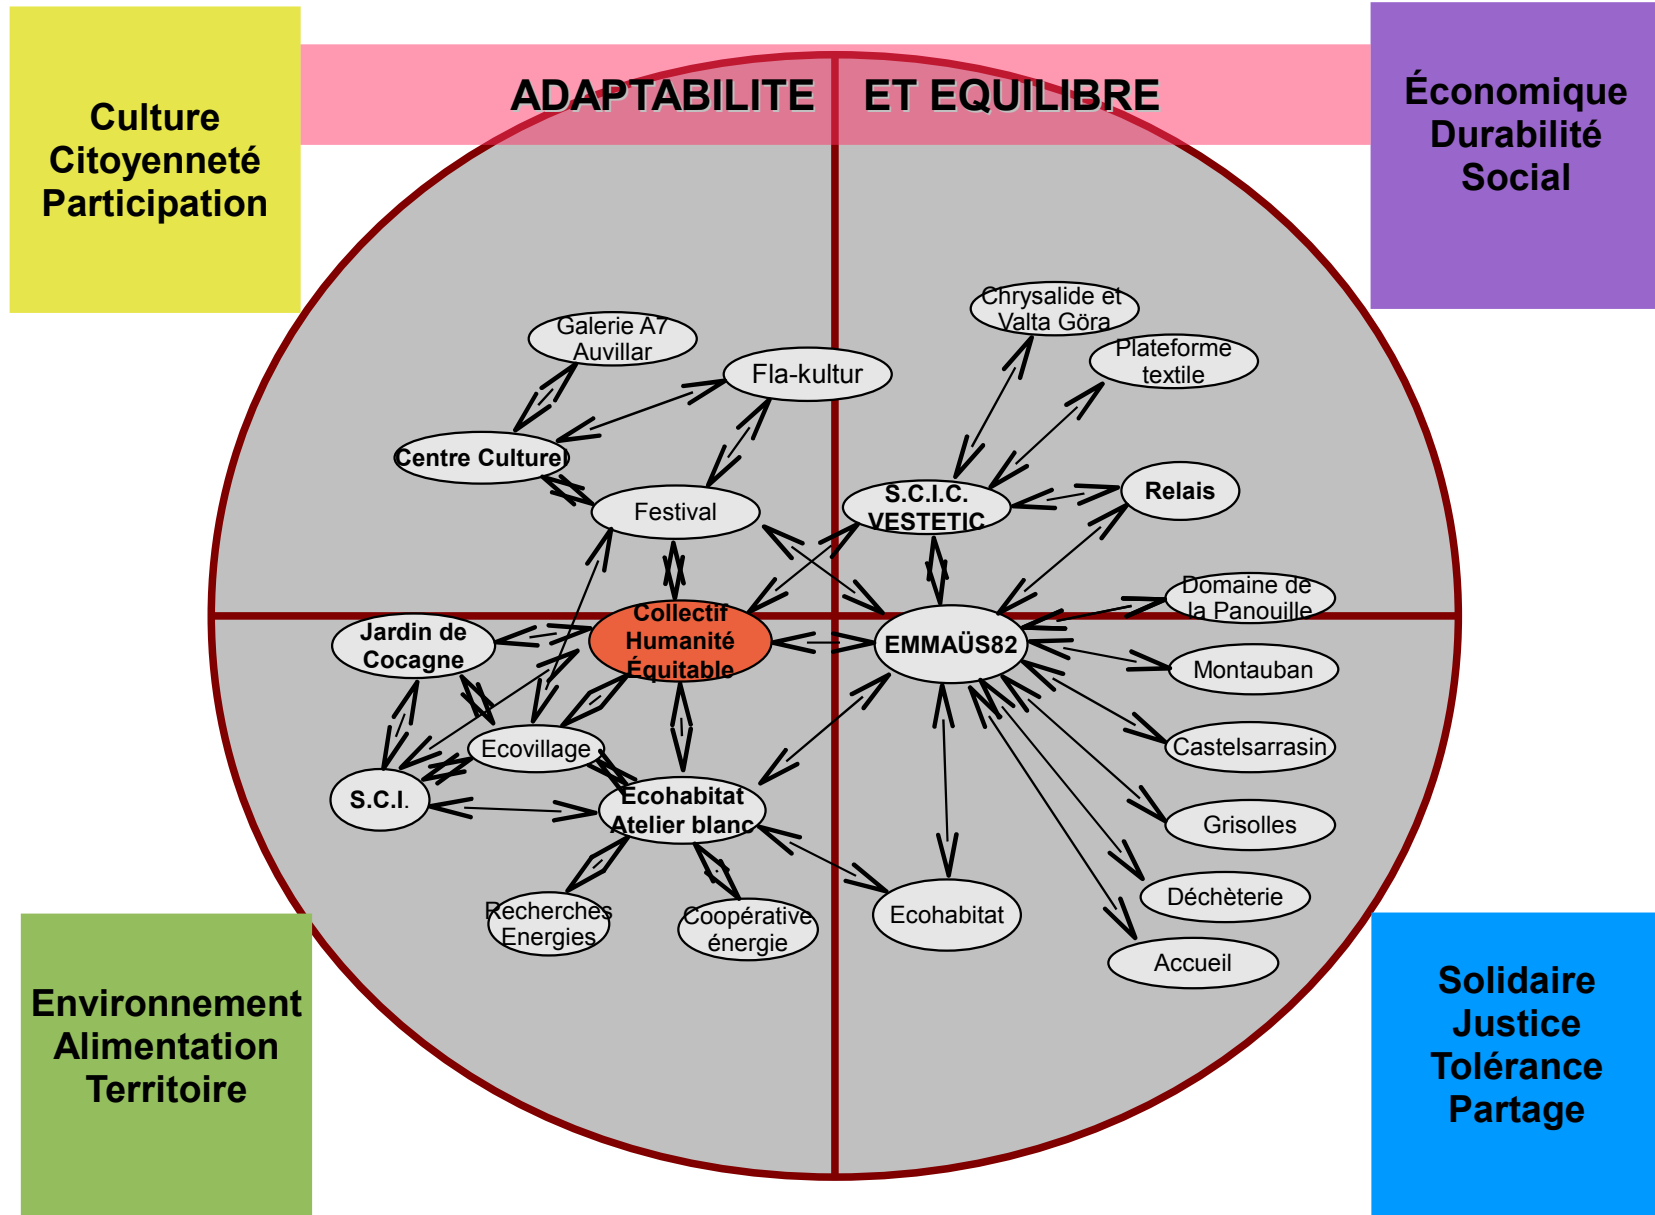 ADAPTABILITE ET EQUILIBRE
Culture
Citoyenneté
Participation
Économique
Durabilité
Social
Galerie A7
Auvillar
Fla-kultur
Centre Culturel
Festival
Chrysalide et
Valta Göra
Plateforme
textile
S.C.I.C.
VESTETIC
Relais
Collectif
Humanité
Équitable
Jardin de
Cocagne
Ecovillage
S.C.I.
Ecohabitat
Atelier blanc
Recherches
Energies
Coopérative
énergie
EMMAÜS82
Domaine de
la Panouille
Montauban
Castelsarrasin
Grisolles
Déchèterie
Accueil
Ecohabitat
Environnement
Alimentation
Territoire
Solidaire
Justice
Tolérance
Partage